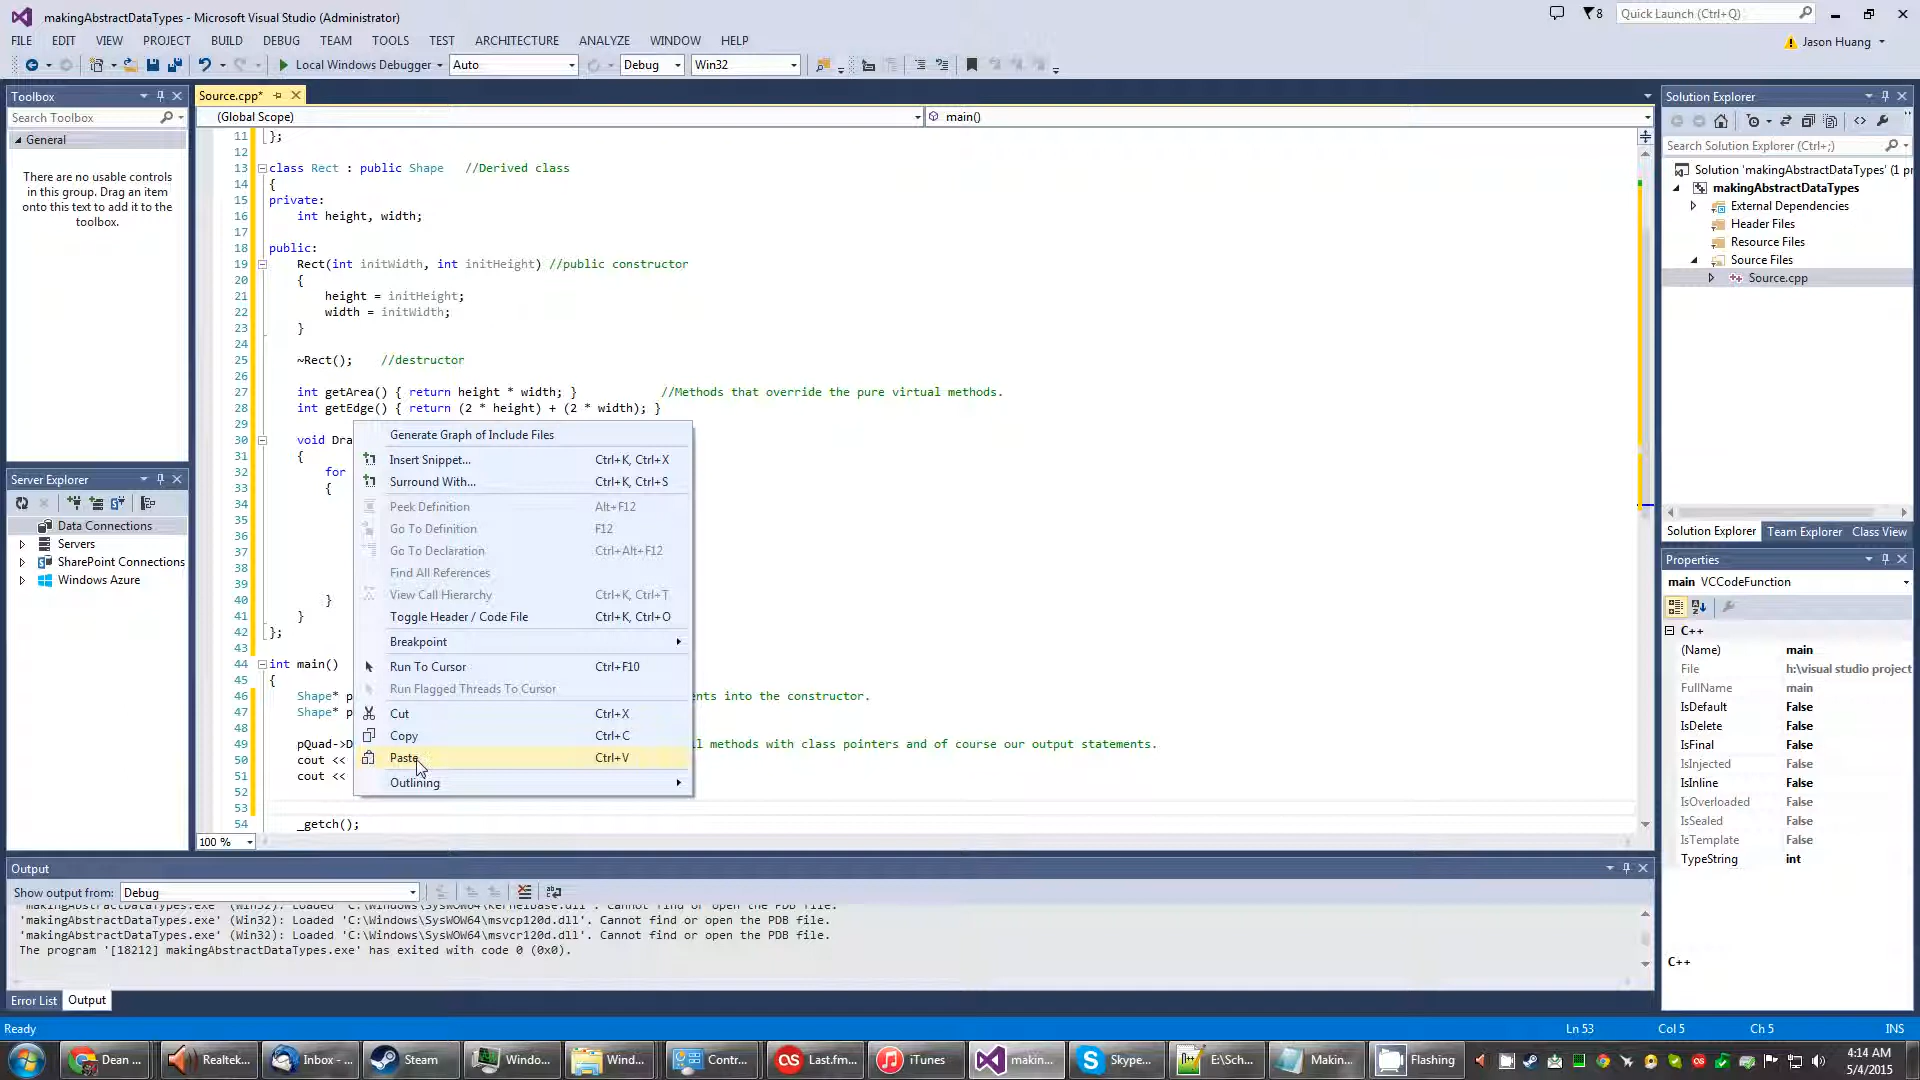 makingAbstractDataTypes - Microsoft Visual Studio (Administrator)
8
Quick Launch (Ctrl+Q)
FILE EDIT VIEW PROJECT BUILD DEBUG TEAM TOOLS TEST ARCHITECTURE ANALYZE WINDOW HELP
Jason Huang
Local Windows Debugger Auto Debug Win32
Toolbox
Search Toolbox
General
There are no usable controls
in this group. Drag an item
onto this text to add it to the
toolbox.
Server Explorer
Data Connections
Servers
SharePoint Connections
Windows Azure
Source.cpp*
(Global Scope)
main()
11 };
12
13 class Rect : public Shape //Derived class
14 {
15 private:
16 int height, width;
17
18 public:
19 Rect(int initWidth, int initHeight) //public constructor
20 {
21 height = initHeight;
22 width = initWidth;
23 }
24
25 ~Rect(); //destructor
26
27 int getArea() { return height * width; } //Methods that override the pure virtual methods.
28 int getEdge() { return (2 * height) + (2 * width); }
29
30 void Dra
31 {
32 for
33 {
34
35
36
37
38
39
40 }
41 }
42 };
43
44 int main()
45 {
46 Shape* p nts into the constructor.
47 Shape* p
48
49 pQuad->D l methods with class pointers and of course our output statements.
50 cout <<
51 cout <<
52
53
54 _getch();
100 %
Generate Graph of Include Files
Insert Snippet... Ctrl+K, Ctrl+X
Surround With... Ctrl+K, Ctrl+S
Peek Definition Alt+F12
Go To Definition F12
Go To Declaration Ctrl+Alt+F12
Find All References
View Call Hierarchy Ctrl+K, Ctrl+T
Toggle Header / Code File Ctrl+K, Ctrl+O
Breakpoint
Run To Cursor Ctrl+F10
Run Flagged Threads To Cursor
Cut Ctrl+X
Copy Ctrl+C
Paste Ctrl+V
Outlining
Solution Explorer
Search Solution Explorer (Ctrl+;)
Solution 'makingAbstractDataTypes' (1 pr
makingAbstractDataTypes
External Dependencies
Header Files
Resource Files
Source Files
Source.cpp
Solution Explorer Team Explorer Class View
Properties
main VCCodeFunction
C++
(Name) main
File h:\visual studio project
FullName main
IsDefault False
IsDelete False
IsFinal False
IsInjected False
IsInline False
IsOverloaded False
IsSealed False
IsTemplate False
TypeString int
C++
Output
Show output from: Debug
'makingAbstractDataTypes.exe' (Win32): Loaded 'C:\Windows\SysWOW64\KernelBase.dll'. Cannot find or open the PDB file.
'makingAbstractDataTypes.exe' (Win32): Loaded 'C:\Windows\SysWOW64\msvcp120d.dll'. Cannot find or open the PDB file.
'makingAbstractDataTypes.exe' (Win32): Loaded 'C:\Windows\SysWOW64\msvcr120d.dll'. Cannot find or open the PDB file.
The program '[18212] makingAbstractDataTypes.exe' has exited with code 0 (0x0).
Error List Output
Ready
Ln 53 Col 5 Ch 5 INS
Dean ... Realtek... Inbox - ... Steam Windo... Wind... Contr... Last.fm... iTunes makin... Skype... E:\Sch... Makin... Flashing
4:14 AM
5/4/2015